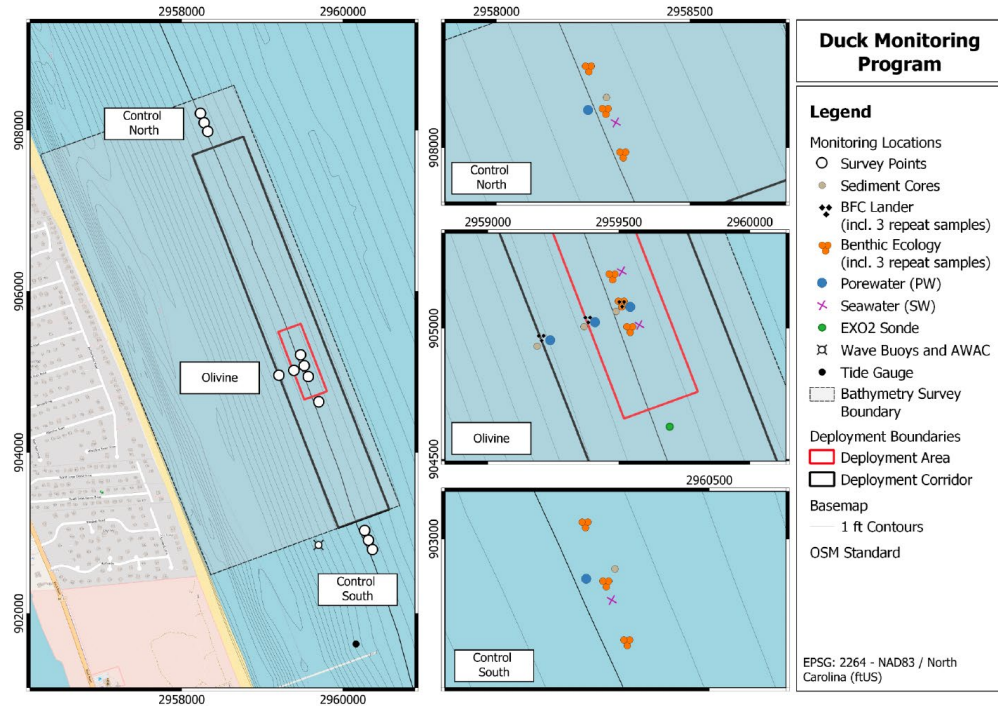 2958000
2960000
908000
906000
904000
902000
Control
North
Olivine
Control
South
2958000
2960000
2958000
2958500
908000
Control
North
2959000
2959500
2960000
905000
904500
Olivine
2960500
903000
Control
South
Duck Monitoring
Program
Legend
Monitoring Locations
Survey Points
Sediment Cores
BFC Lander
(incl. 3 repeat samples)
Benthic Ecology
(incl. 3 repeat samples)
Porewater (PW)
Seawater (SW)
EXO2 Sonde
Wave Buoys and AWAC
Tide Gauge
Bathymetry Survey
Boundary
Deployment Boundaries
Deployment Area
Deployment Corridor
Basemap
1 ft Contours
OSM Standard
EPSG: 2264 - NAD83 / North
Carolina (ftUS)